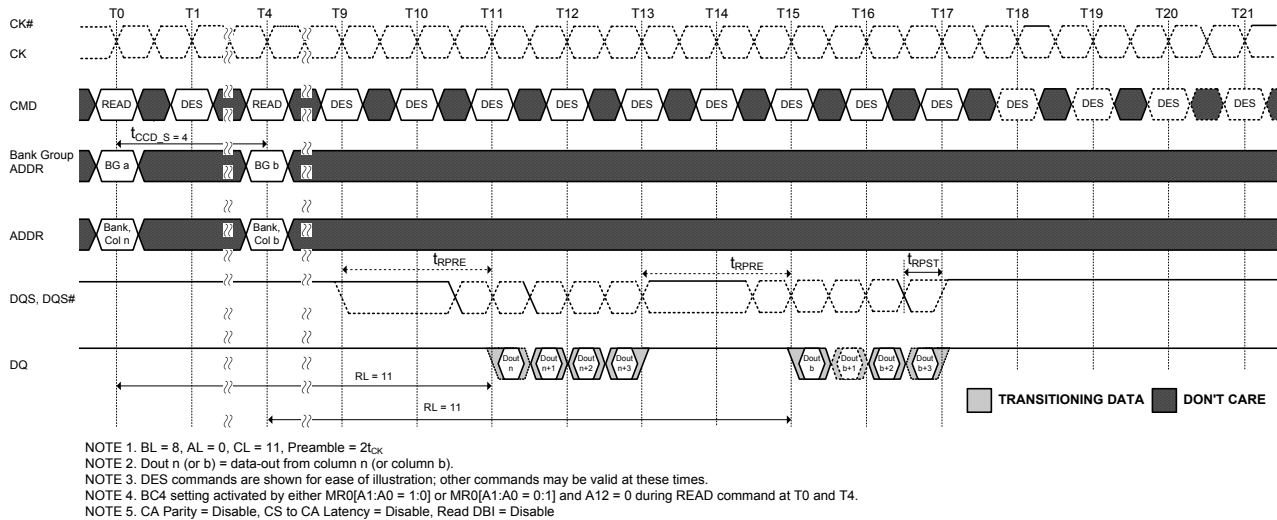 T0 T1 T4 T9 T10 T11 T12 T13 T14 T15 T16 T17 T18 T19 T20 T21
CK#
CK
CMD READ DES READ DES DES DES DES DES DES DES DES DES DES DES DES DES
tCCD_S = 4
Bank Group
ADDR
BG a BG b
ADDR
Bank, Bank,
Col n Col b
tRPRE tRPRE tRPST
DQS, DQS#
DQ
Dout Dout Dout Dout Dout Dout Dout Dout
n n+1 n+2 n+3 b b+1 b+2 b+3
RL = 11
RL = 11
TRANSITIONING DATA DON'T CARE
NOTE 1. BL = 8, AL = 0, CL = 11, Preamble = 2tCK
NOTE 2. Dout n (or b) = data-out from column n (or column b).
NOTE 3. DES commands are shown for ease of illustration; other commands may be valid at these times.
NOTE 4. BC4 setting activated by either MR0[A1:A0 = 1:0] or MR0[A1:A0 = 0:1] and A12 = 0 during READ command at T0 and T4.
NOTE 5. CA Parity = Disable, CS to CA Latency = Disable, Read DBI = Disable